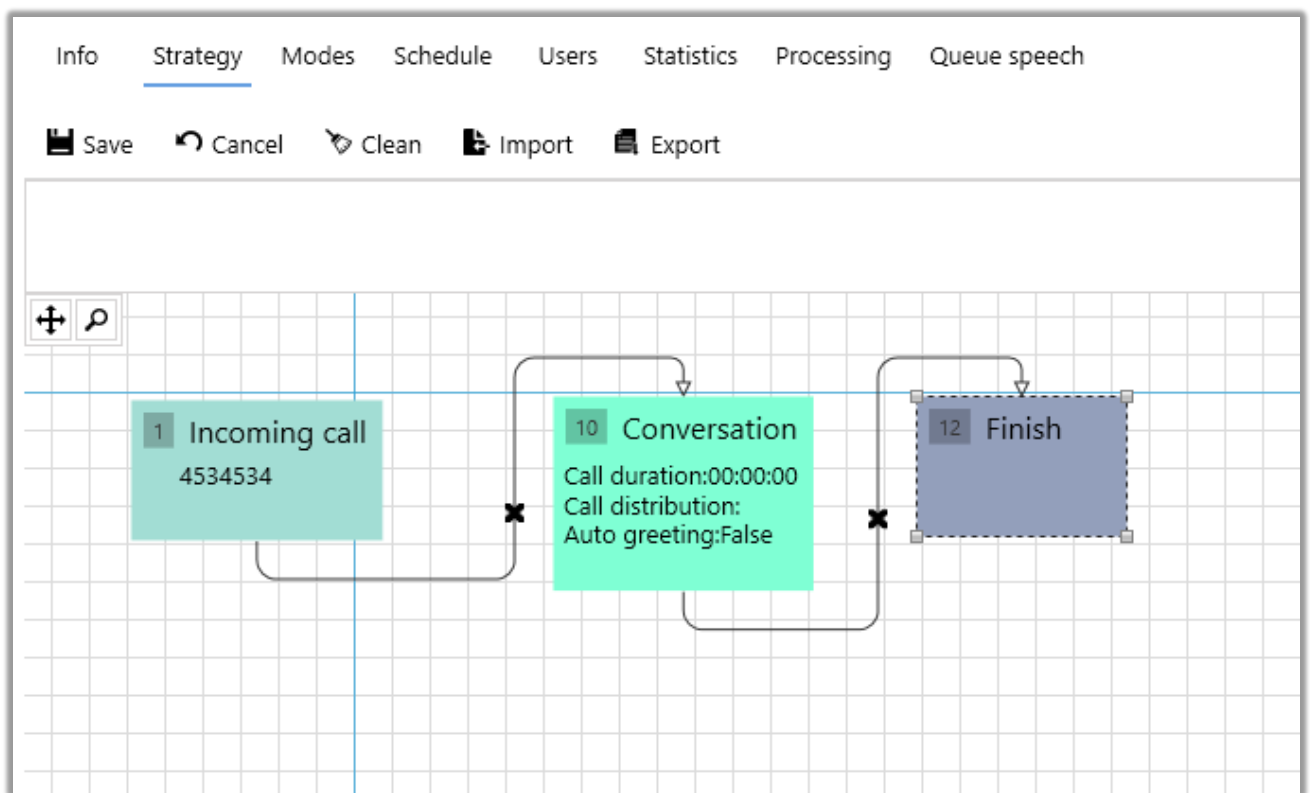 Info Strategy Modes Schedule Users Statistics Processing Queue speech
Save Cancel Clean Import Export
1 Incoming call
4534534
10 Conversation
Call duration:00:00:00
Call distribution:
Auto greeting:False
12 Finish